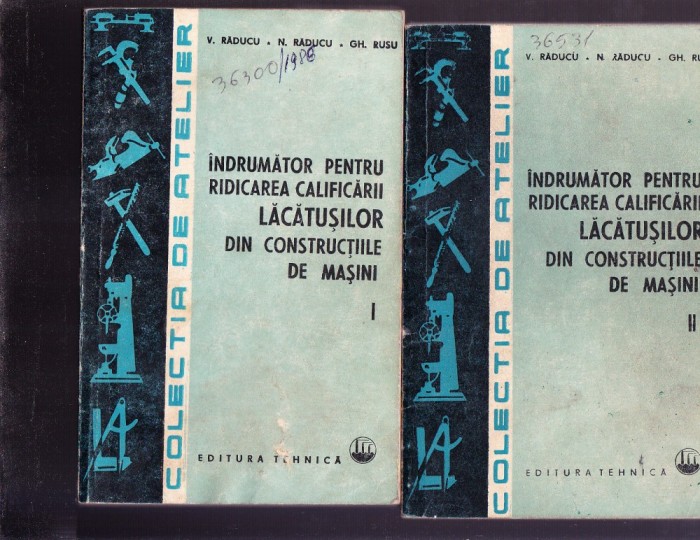 V. RĂDUCU • N. RĂDUCU • GH. RUSU
36300/1986
ÎNDRUMĂTOR PENTRU
RIDICAREA CALIFICĂRII
LĂCĂTUȘILOR
DIN CONSTRUCȚIILE
DE MAȘINI
I
EDITURA TEHNICĂ
COLECȚIA DE ATELIER
36531
V. RĂDUCU • N. RĂDUCU • GH. RU
ÎNDRUMĂTOR PENTRU
RIDICAREA CALIFICĂRII
LĂCĂTUȘILOR
DIN CONSTRUCȚIILE
DE MAȘINI
II
EDITURA TEHNICĂ
COLECȚIA DE ATELIER